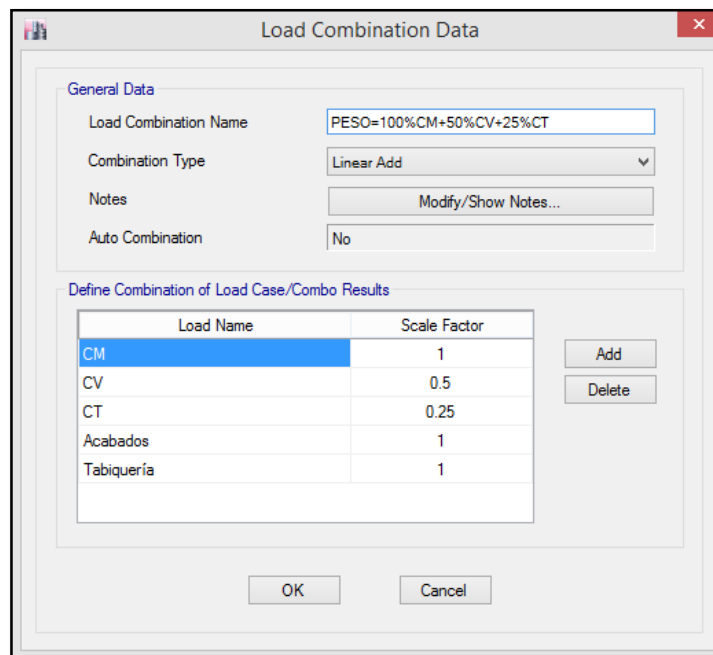 Load Combination Data
General Data
Load Combination Name PESO=100%CM+50%CV+25%CT
Combination Type Linear Add
Notes Modify/Show Notes...
Auto Combination No
Define Combination of Load Case/Combo Results
Load Name Scale Factor
CM 1
CV 0.5
CT 0.25
Acabados 1
Tabiquería 1
Add
Delete
OK Cancel